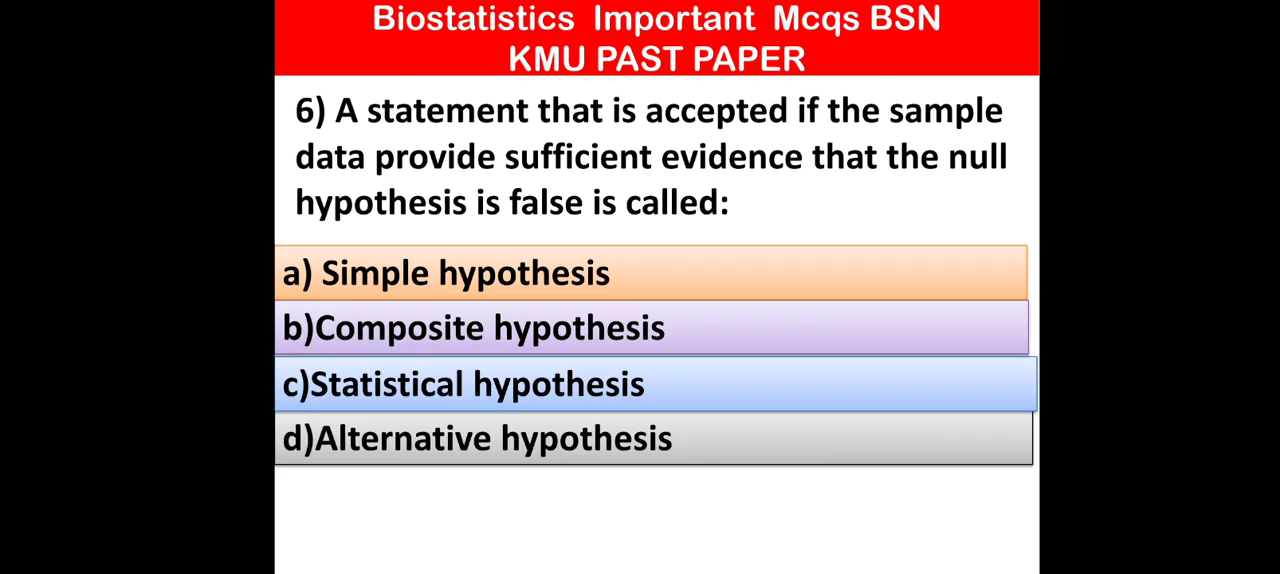 Biostatistics Important Mcqs BSN
KMU PAST PAPER
6) A statement that is accepted if the sample
data provide sufficient evidence that the null
hypothesis is false is called:
a) Simple hypothesis
b)Composite hypothesis
c)Statistical hypothesis
d)Alternative hypothesis